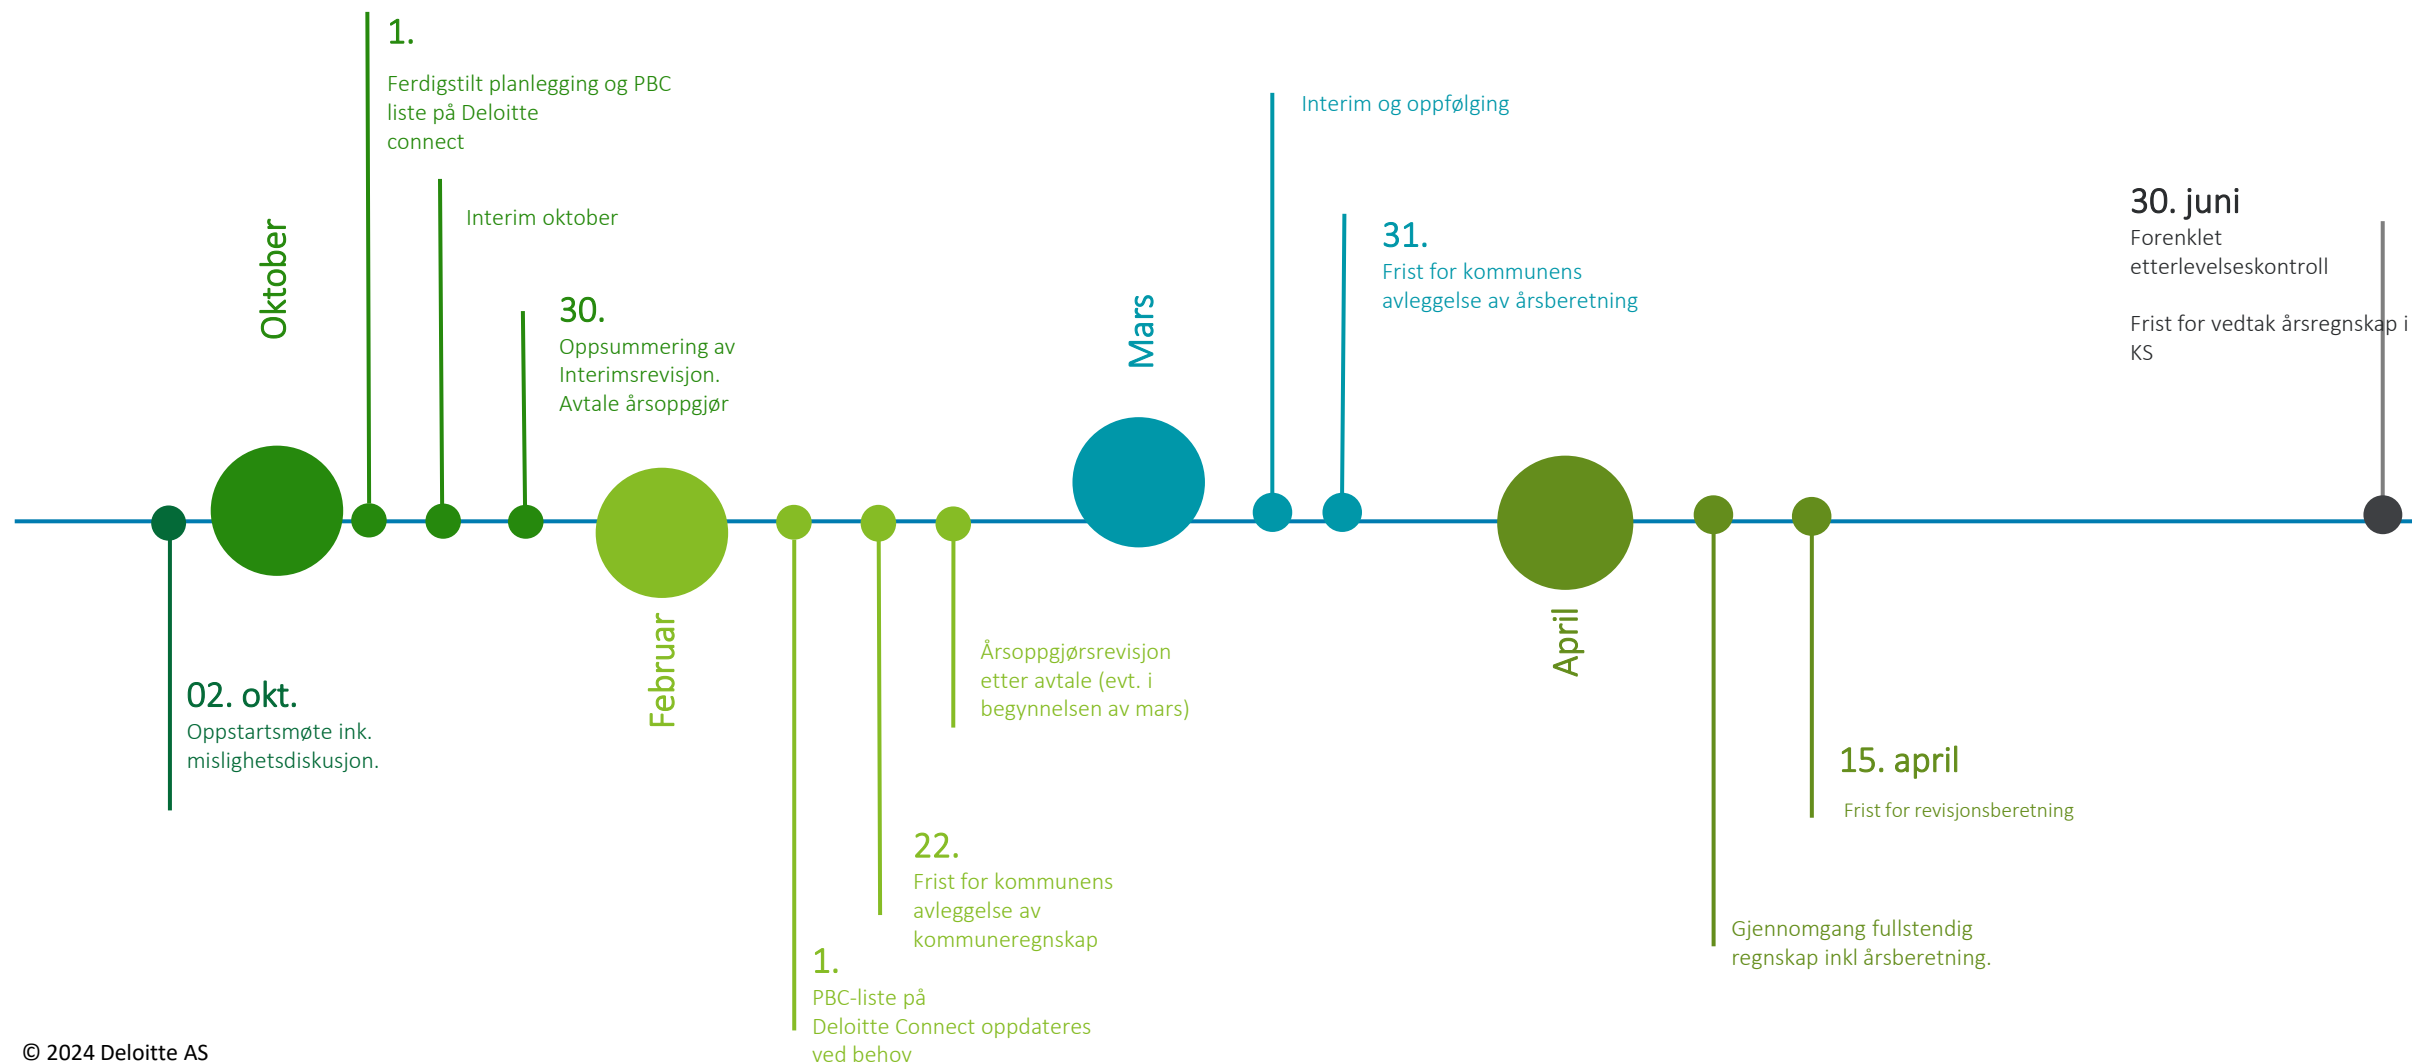 1.
Ferdigstilt planlegging og PBC
liste på Deloitte
connect
Interim oktober
Oktober
30.
Oppsummering av
Interimsrevisjon.
Avtale årsoppgjør
02. okt.
Oppstartsmøte ink.
mislighetsdiskusjon.
Februar
1.
PBC-liste på
Deloitte Connect oppdateres
ved behov
22.
Frist for kommunens
avleggelse av
kommuneregnskap
Årsoppgjørsrevisjon
etter avtale (evt. i
begynnelsen av mars)
Mars
Interim og oppfølging
31.
Frist for kommunens
avleggelse av årsberetning
April
Gjennomgang fullstendig
regnskap inkl årsberetning.
15. april
Frist for revisjonsberetning
30. juni
Forenklet
etterlevelseskontroll
Frist for vedtak årsregnskap i
KS
© 2024 Deloitte AS